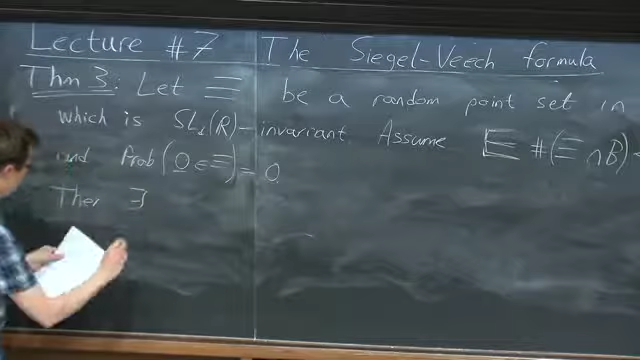 Lecture #7 The Siegel-Veech formula
Thm 3: Let Ξ be a random point set in
which is SL_d(R)-invariant. Assume E #(Ξ ∩ B) <
and Prob(0 ∈ Ξ) = 0
Then ∃